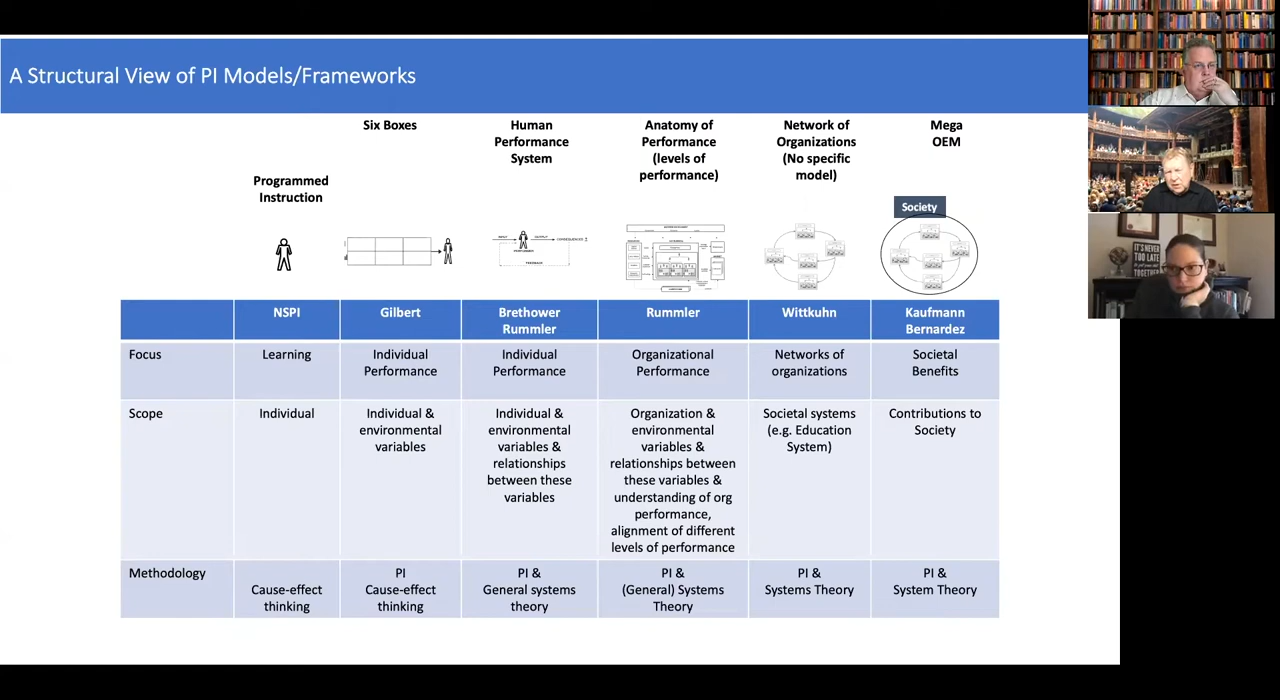 A Structural View of PI Models/Frameworks
Six Boxes
Human
Performance
System
Anatomy of
Performance
(levels of
performance)
Network of
Organizations
(No specific
model)
Mega
OEM
Programmed
Instruction
Society
NSPI
Gilbert
Brethower
Rummler
Rummler
Wittkuhn
Kaufmann
Bernardez
Focus
Learning
Individual
Performance
Individual
Performance
Organizational
Performance
Networks of
organizations
Societal
Benefits
Scope
Individual
Individual &
environmental
variables
Individual &
environmental
variables &
relationships
between these
variables
Organization &
environmental
variables &
relationships between
these variables &
understanding of org
performance,
alignment of different
levels of performance
Societal systems
(e.g. Education
System)
Contributions to
Society
Methodology
Cause-effect
thinking
PI
Cause-effect
thinking
PI &
General systems
theory
PI &
(General) Systems
Theory
PI &
Systems Theory
PI &
System Theory
IT'S NEVER
TOO LATE